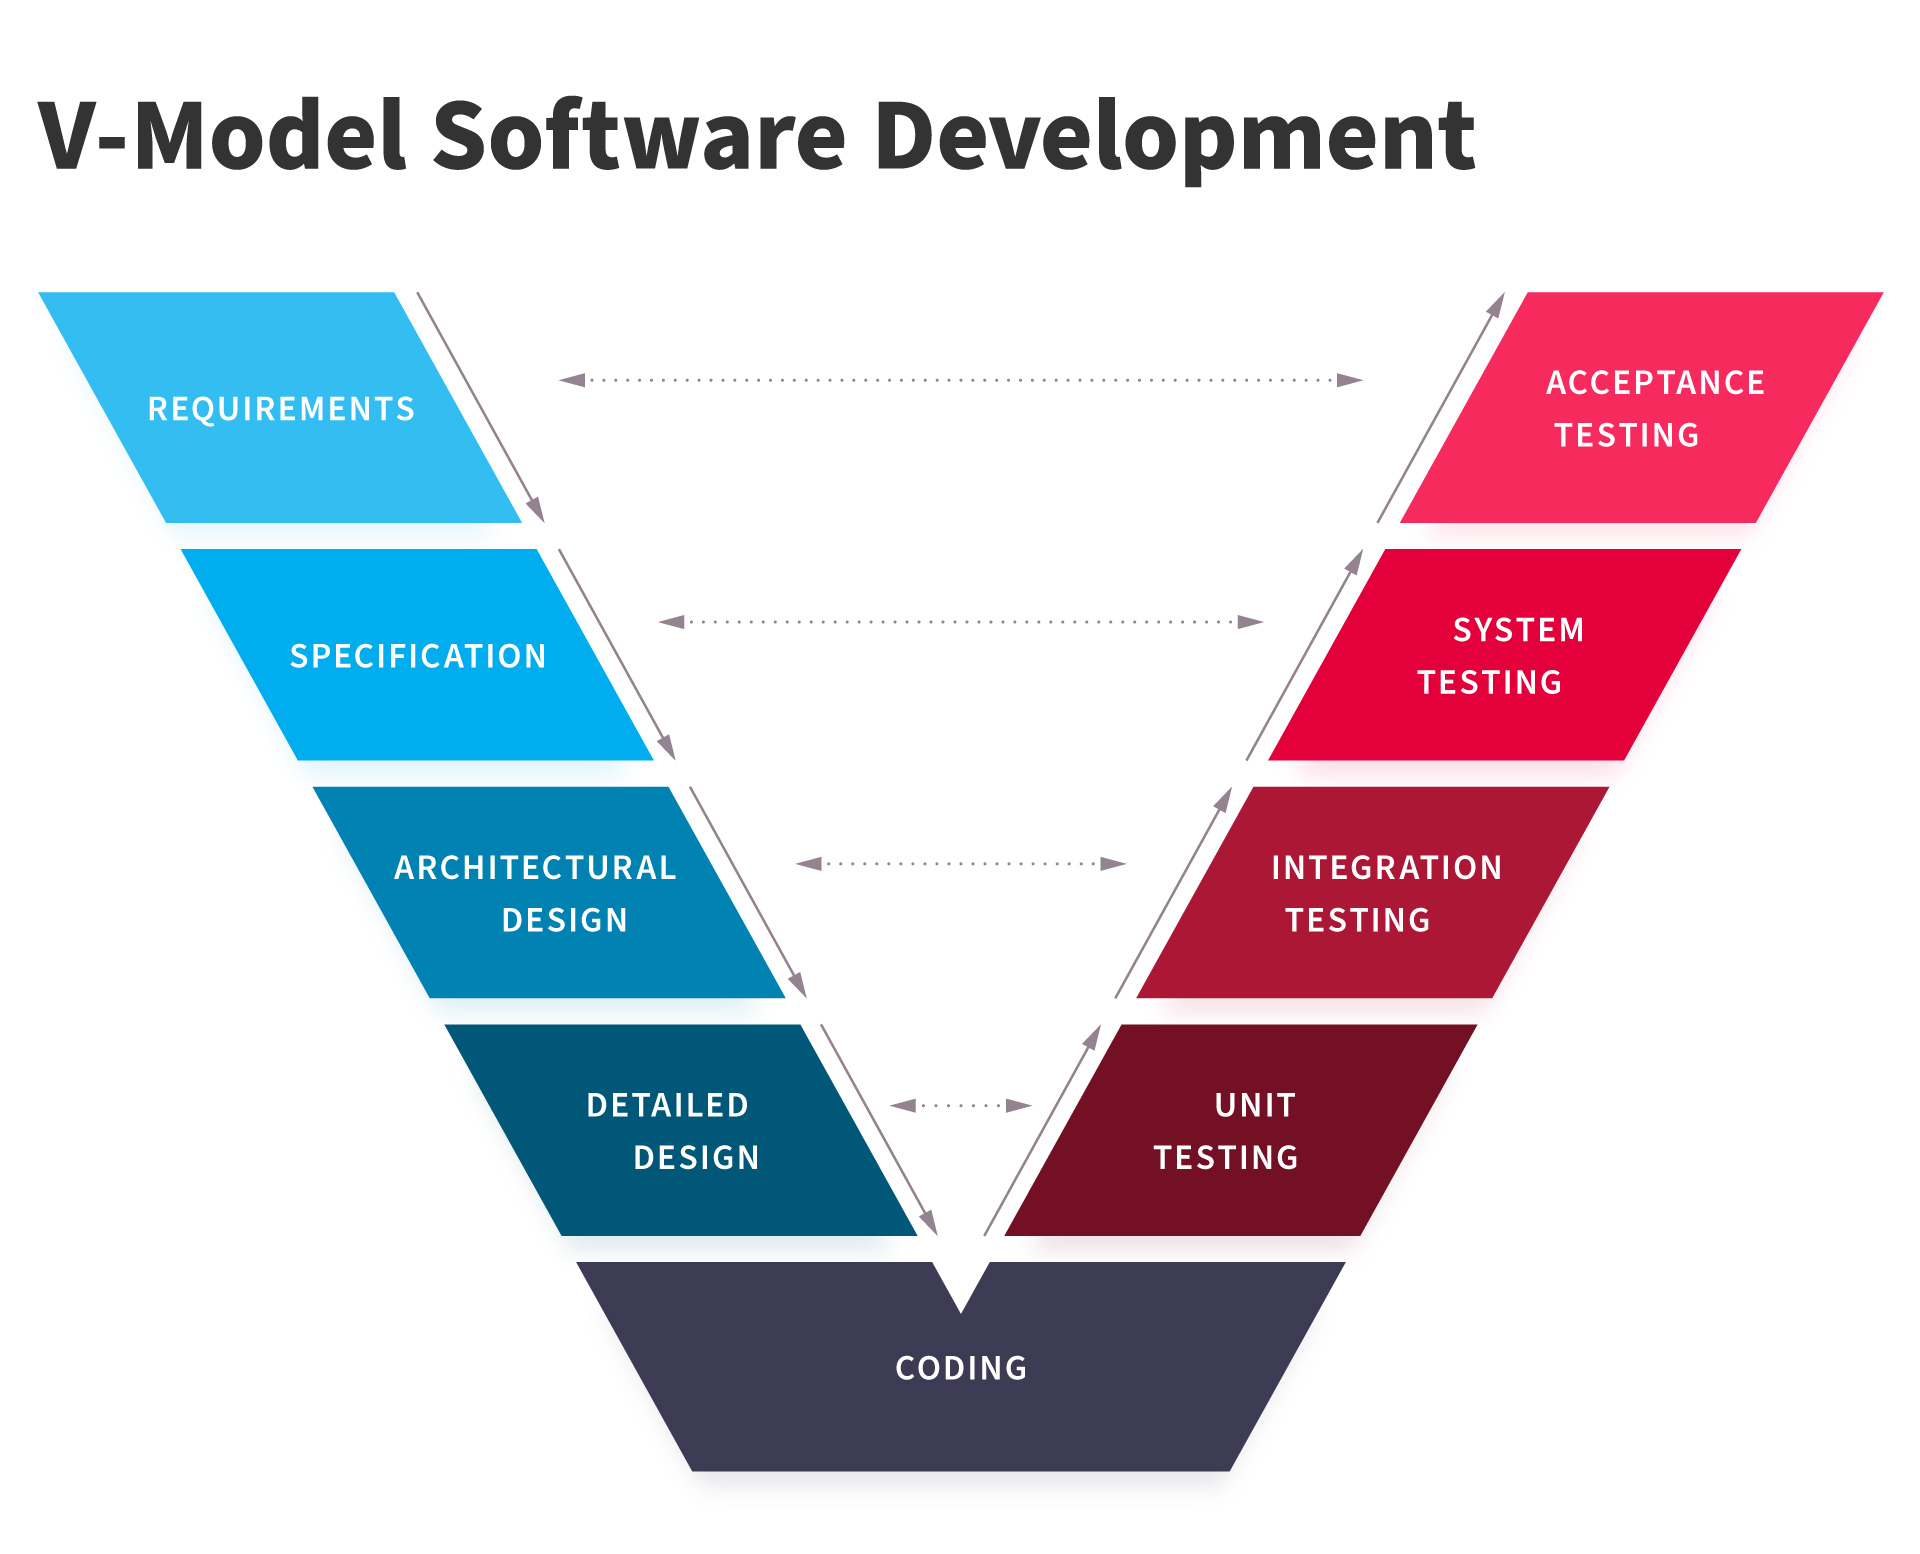 V-Model Software Development
REQUIREMENTS
ACCEPTANCE
TESTING
SPECIFICATION
SYSTEM
TESTING
ARCHITECTURAL
DESIGN
INTEGRATION
TESTING
DETAILED
DESIGN
UNIT
TESTING
CODING